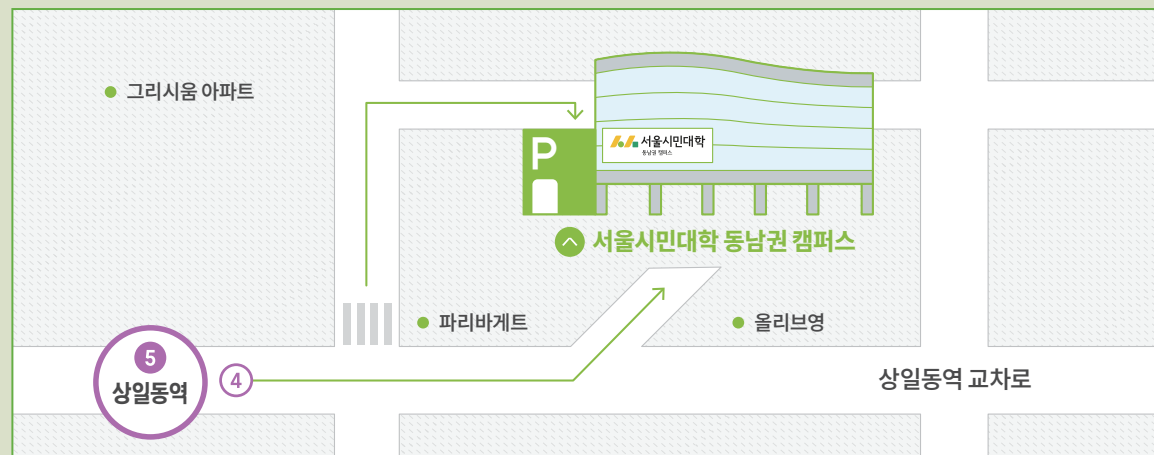 그리시움 아파트
P
서울시민대학
동남권 캠퍼스
서울시민대학 동남권 캠퍼스
파리바게트
올리브영
5
상일동역
4
상일동역 교차로